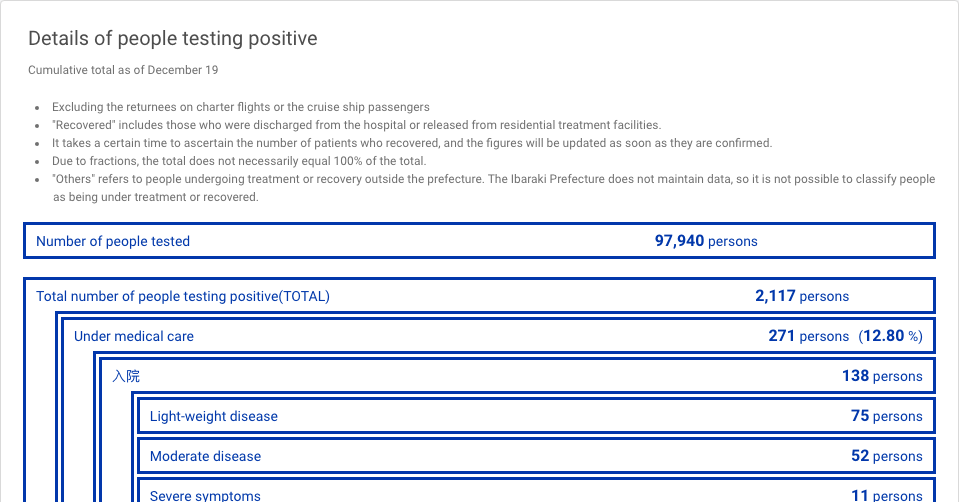 Details of people testing positive
Cumulative total as of December 19
• Excluding the returnees on charter flights or the cruise ship passengers
• "Recovered" includes those who were discharged from the hospital or released from residential treatment facilities.
• It takes a certain time to ascertain the number of patients who recovered, and the figures will be updated as soon as they are confirmed.
• Due to fractions, the total does not necessarily equal 100% of the total.
• "Others" refers to people undergoing treatment or recovery outside the prefecture. The Ibaraki Prefecture does not maintain data, so it is not possible to classify people
as being under treatment or recovered.
Number of people tested 97,940 persons
Total number of people testing positive(TOTAL) 2,117 persons
Under medical care 271 persons (12.80 %)
入院 138 persons
Light-weight disease 75 persons
Moderate disease 52 persons
Severe symptoms 11 persons